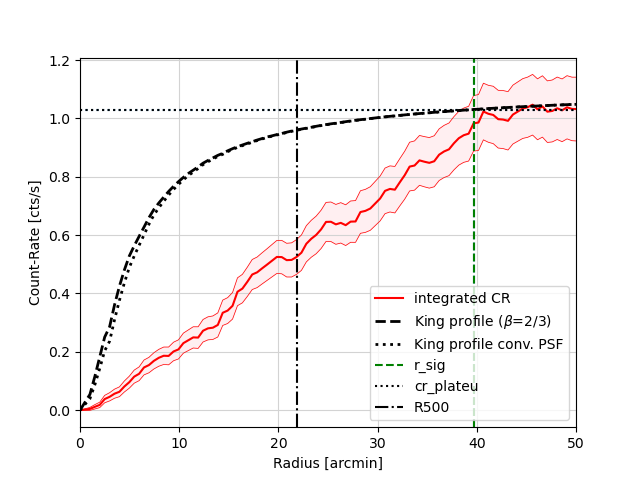 1.2
1.0
0.8
0.6
0.4
0.2
0.0
Count-Rate [cts/s]
integrated CR
King profile (β=2/3)
King profile conv. PSF
r_sig
cr_plateu
R500
0 10 20 30 40 50
Radius [arcmin]